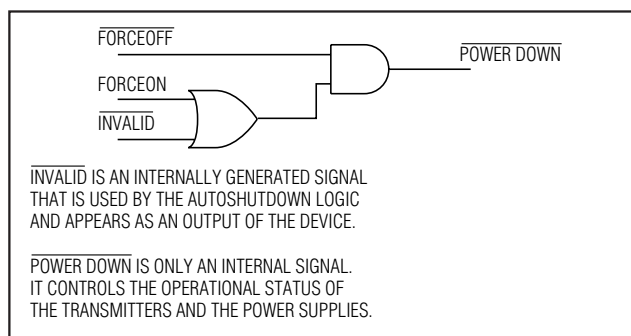 FORCEOFF
POWER DOWN
FORCEON
INVALID
INVALID IS AN INTERNALLY GENERATED SIGNAL
THAT IS USED BY THE AUTOSHUTDOWN LOGIC
AND APPEARS AS AN OUTPUT OF THE DEVICE.
POWER DOWN IS ONLY AN INTERNAL SIGNAL.
IT CONTROLS THE OPERATIONAL STATUS OF
THE TRANSMITTERS AND THE POWER SUPPLIES.